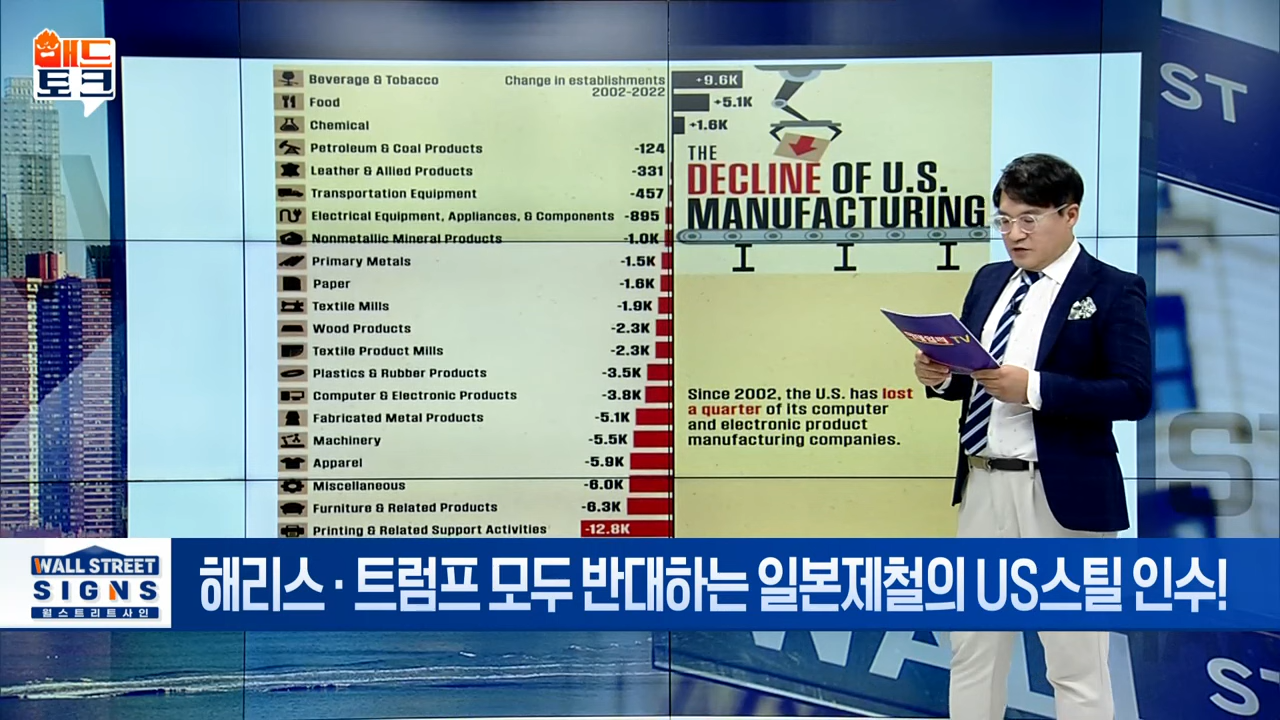 매드
토크
Beverage & Tobacco
Change in establishments
2002-2022
+9.6K
Food
+5.1K
Chemical
+1.6K
Petroleum & Coal Products -124
Leather & Allied Products -331
Transportation Equipment -457
Electrical Equipment, Appliances, & Components -895
Nonmetallic Mineral Products -1.0K
Primary Metals -1.5K
Paper -1.6K
Textile Mills -1.9K
Wood Products -2.3K
Textile Product Mills -2.3K
Plastics & Rubber Products -3.5K
Computer & Electronic Products -3.8K
Fabricated Metal Products -5.1K
Machinery -5.5K
Apparel -5.9K
Miscellaneous -6.0K
Furniture & Related Products -6.3K
Printing & Related Support Activities -12.8K
THE
DECLINE OF U.S.
MANUFACTURING
Since 2002, the U.S. has lost
a quarter of its computer
and electronic product
manufacturing companies.
ST
TV
ST
WALL STREET
SIGNS
월스트리트사인
해리스·트럼프 모두 반대하는 일본제철의 US스틸 인수!
WALL
ST